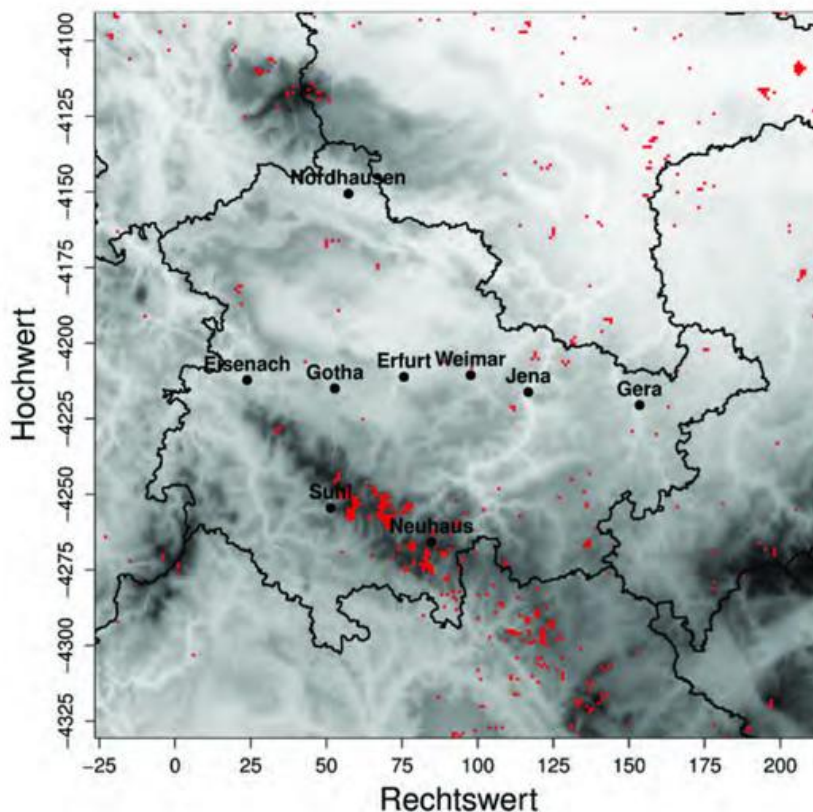 Hochwert
-4100
-4125
-4150
-4175
-4200
-4225
-4250
-4275
-4300
-4325
Nordhausen
Eisenach
Gotha
Erfurt
Weimar
Jena
Gera
Suhl
Neuhaus
-25 0 25 50 75 100 125 150 175 200
Rechtswert